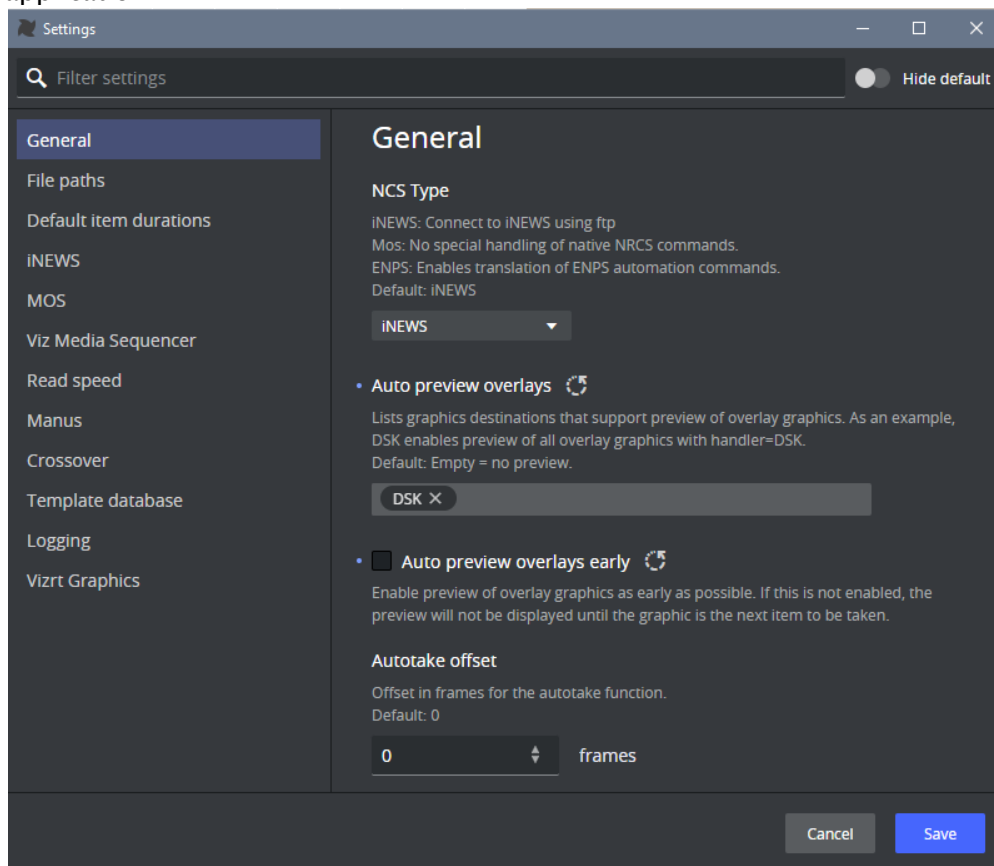 Settings
Filter settings
Hide default
General
File paths
Default item durations
iNEWS
MOS
Viz Media Sequencer
Read speed
Manus
Crossover
Template database
Logging
Vizrt Graphics
General
NCS Type
iNEWS: Connect to iNEWS using ftp
Mos: No special handling of native NRCS commands.
ENPS: Enables translation of ENPS automation commands.
Default: iNEWS
iNEWS
Auto preview overlays
Lists graphics destinations that support preview of overlay graphics. As an example,
DSK enables preview of all overlay graphics with handler=DSK.
Default: Empty = no preview.
DSK
Auto preview overlays early
Enable preview of overlay graphics as early as possible. If this is not enabled, the
preview will not be displayed until the graphic is the next item to be taken.
Autotake offset
Offset in frames for the autotake function.
Default: 0
0 frames
Cancel Save